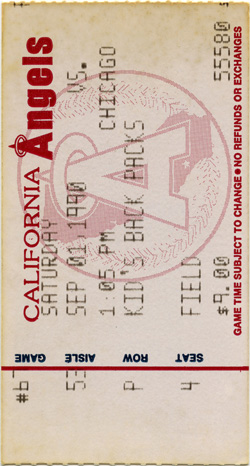 CALIFORNIA Angels
SATURDAY
SEP 01,1990 VS.
1:05 PM CHICAGO
KID'S BACK PACKS
FIELD
$9.00 55580
GAME TIME SUBJECT TO CHANGE ● NO REFUNDS OR EXCHANGES
GAME AISLE ROW SEAT
53 P 4